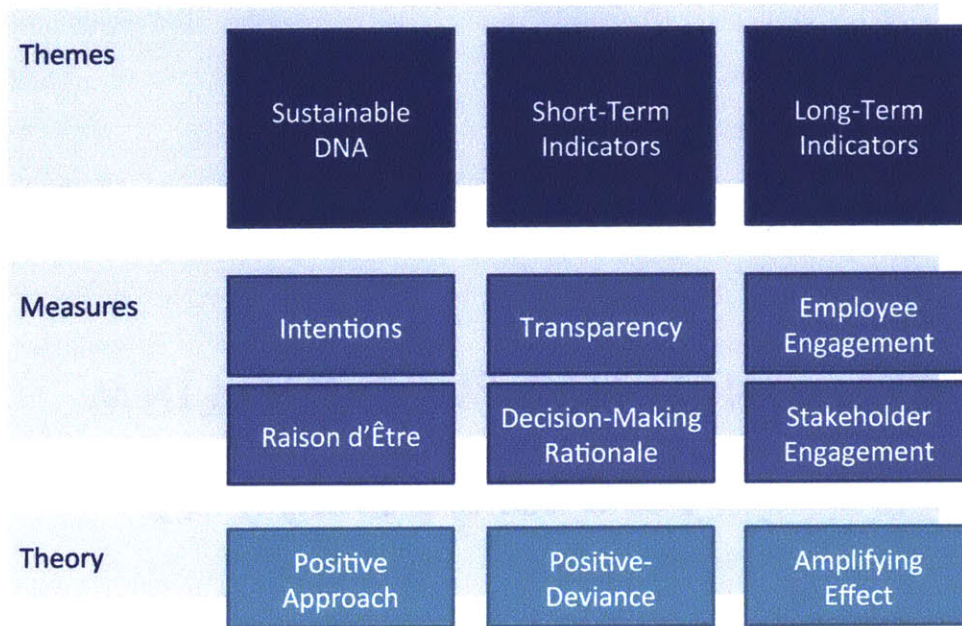 Themes
Sustainable
DNA
Short-Term
Indicators
Long-Term
Indicators
Measures
Intentions
Transparency
Employee
Engagement
Raison d'Être
Decision-Making
Rationale
Stakeholder
Engagement
Theory
Positive
Approach
Positive-
Deviance
Amplifying
Effect